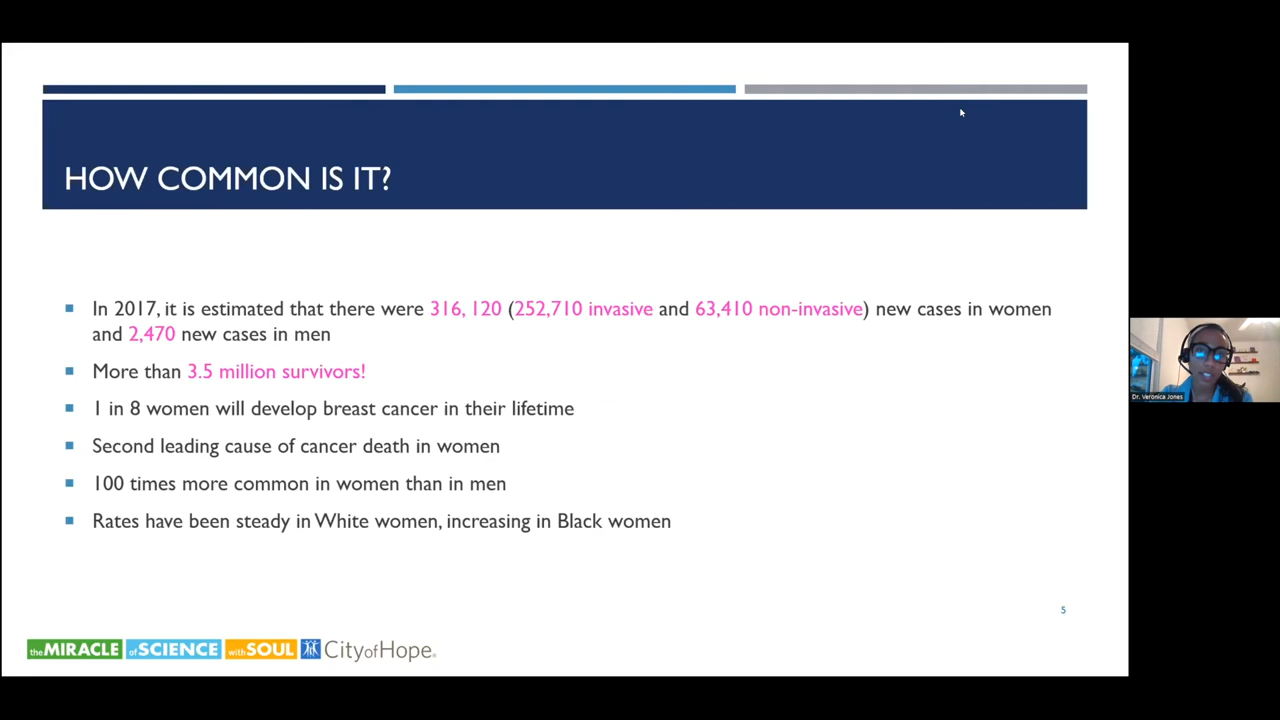 HOW COMMON IS IT?
In 2017, it is estimated that there were 316, 120 (252,710 invasive and 63,410 non-invasive) new cases in women
and 2,470 new cases in men
More than 3.5 million survivors!
1 in 8 women will develop breast cancer in their lifetime
Second leading cause of cancer death in women
100 times more common in women than in men
Rates have been steady in White women, increasing in Black women
Dr. Veronica Jones
5
the MIRACLE of SCIENCE with SOUL CityofHope®